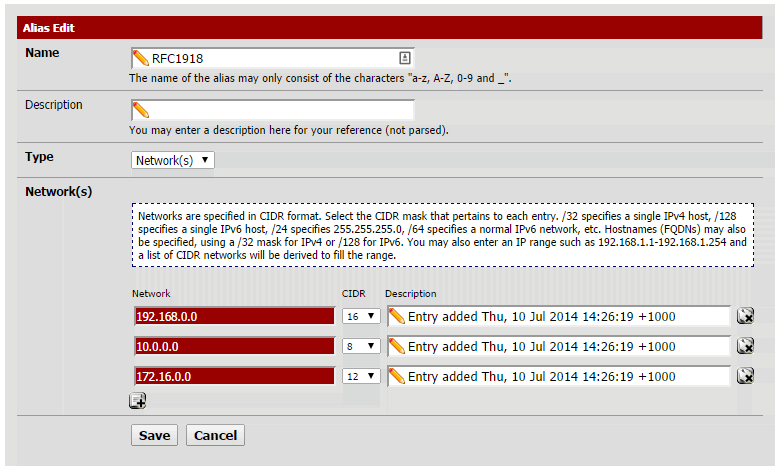 Alias Edit
Name
RFC1918
The name of the alias may only consist of the characters "a-z, A-Z, 0-9 and _".
Description
You may enter a description here for your reference (not parsed).
Type
Network(s)
Network(s)
Networks are specified in CIDR format. Select the CIDR mask that pertains to each entry. /32 specifies a single IPv4 host, /128
specifies a single IPv6 host, /24 specifies 255.255.255.0, /64 specifies a normal IPv6 network, etc. Hostnames (FQDNs) may also
be specified, using a /32 mask for IPv4 or /128 for IPv6. You may also enter an IP range such as 192.168.1.1-192.168.1.254 and
a list of CIDR networks will be derived to fill the range.
Network CIDR Description
192.168.0.0 16 Entry added Thu, 10 Jul 2014 14:26:19 +1000
10.0.0.0 8 Entry added Thu, 10 Jul 2014 14:26:19 +1000
172.16.0.0 12 Entry added Thu, 10 Jul 2014 14:26:19 +1000
Save Cancel